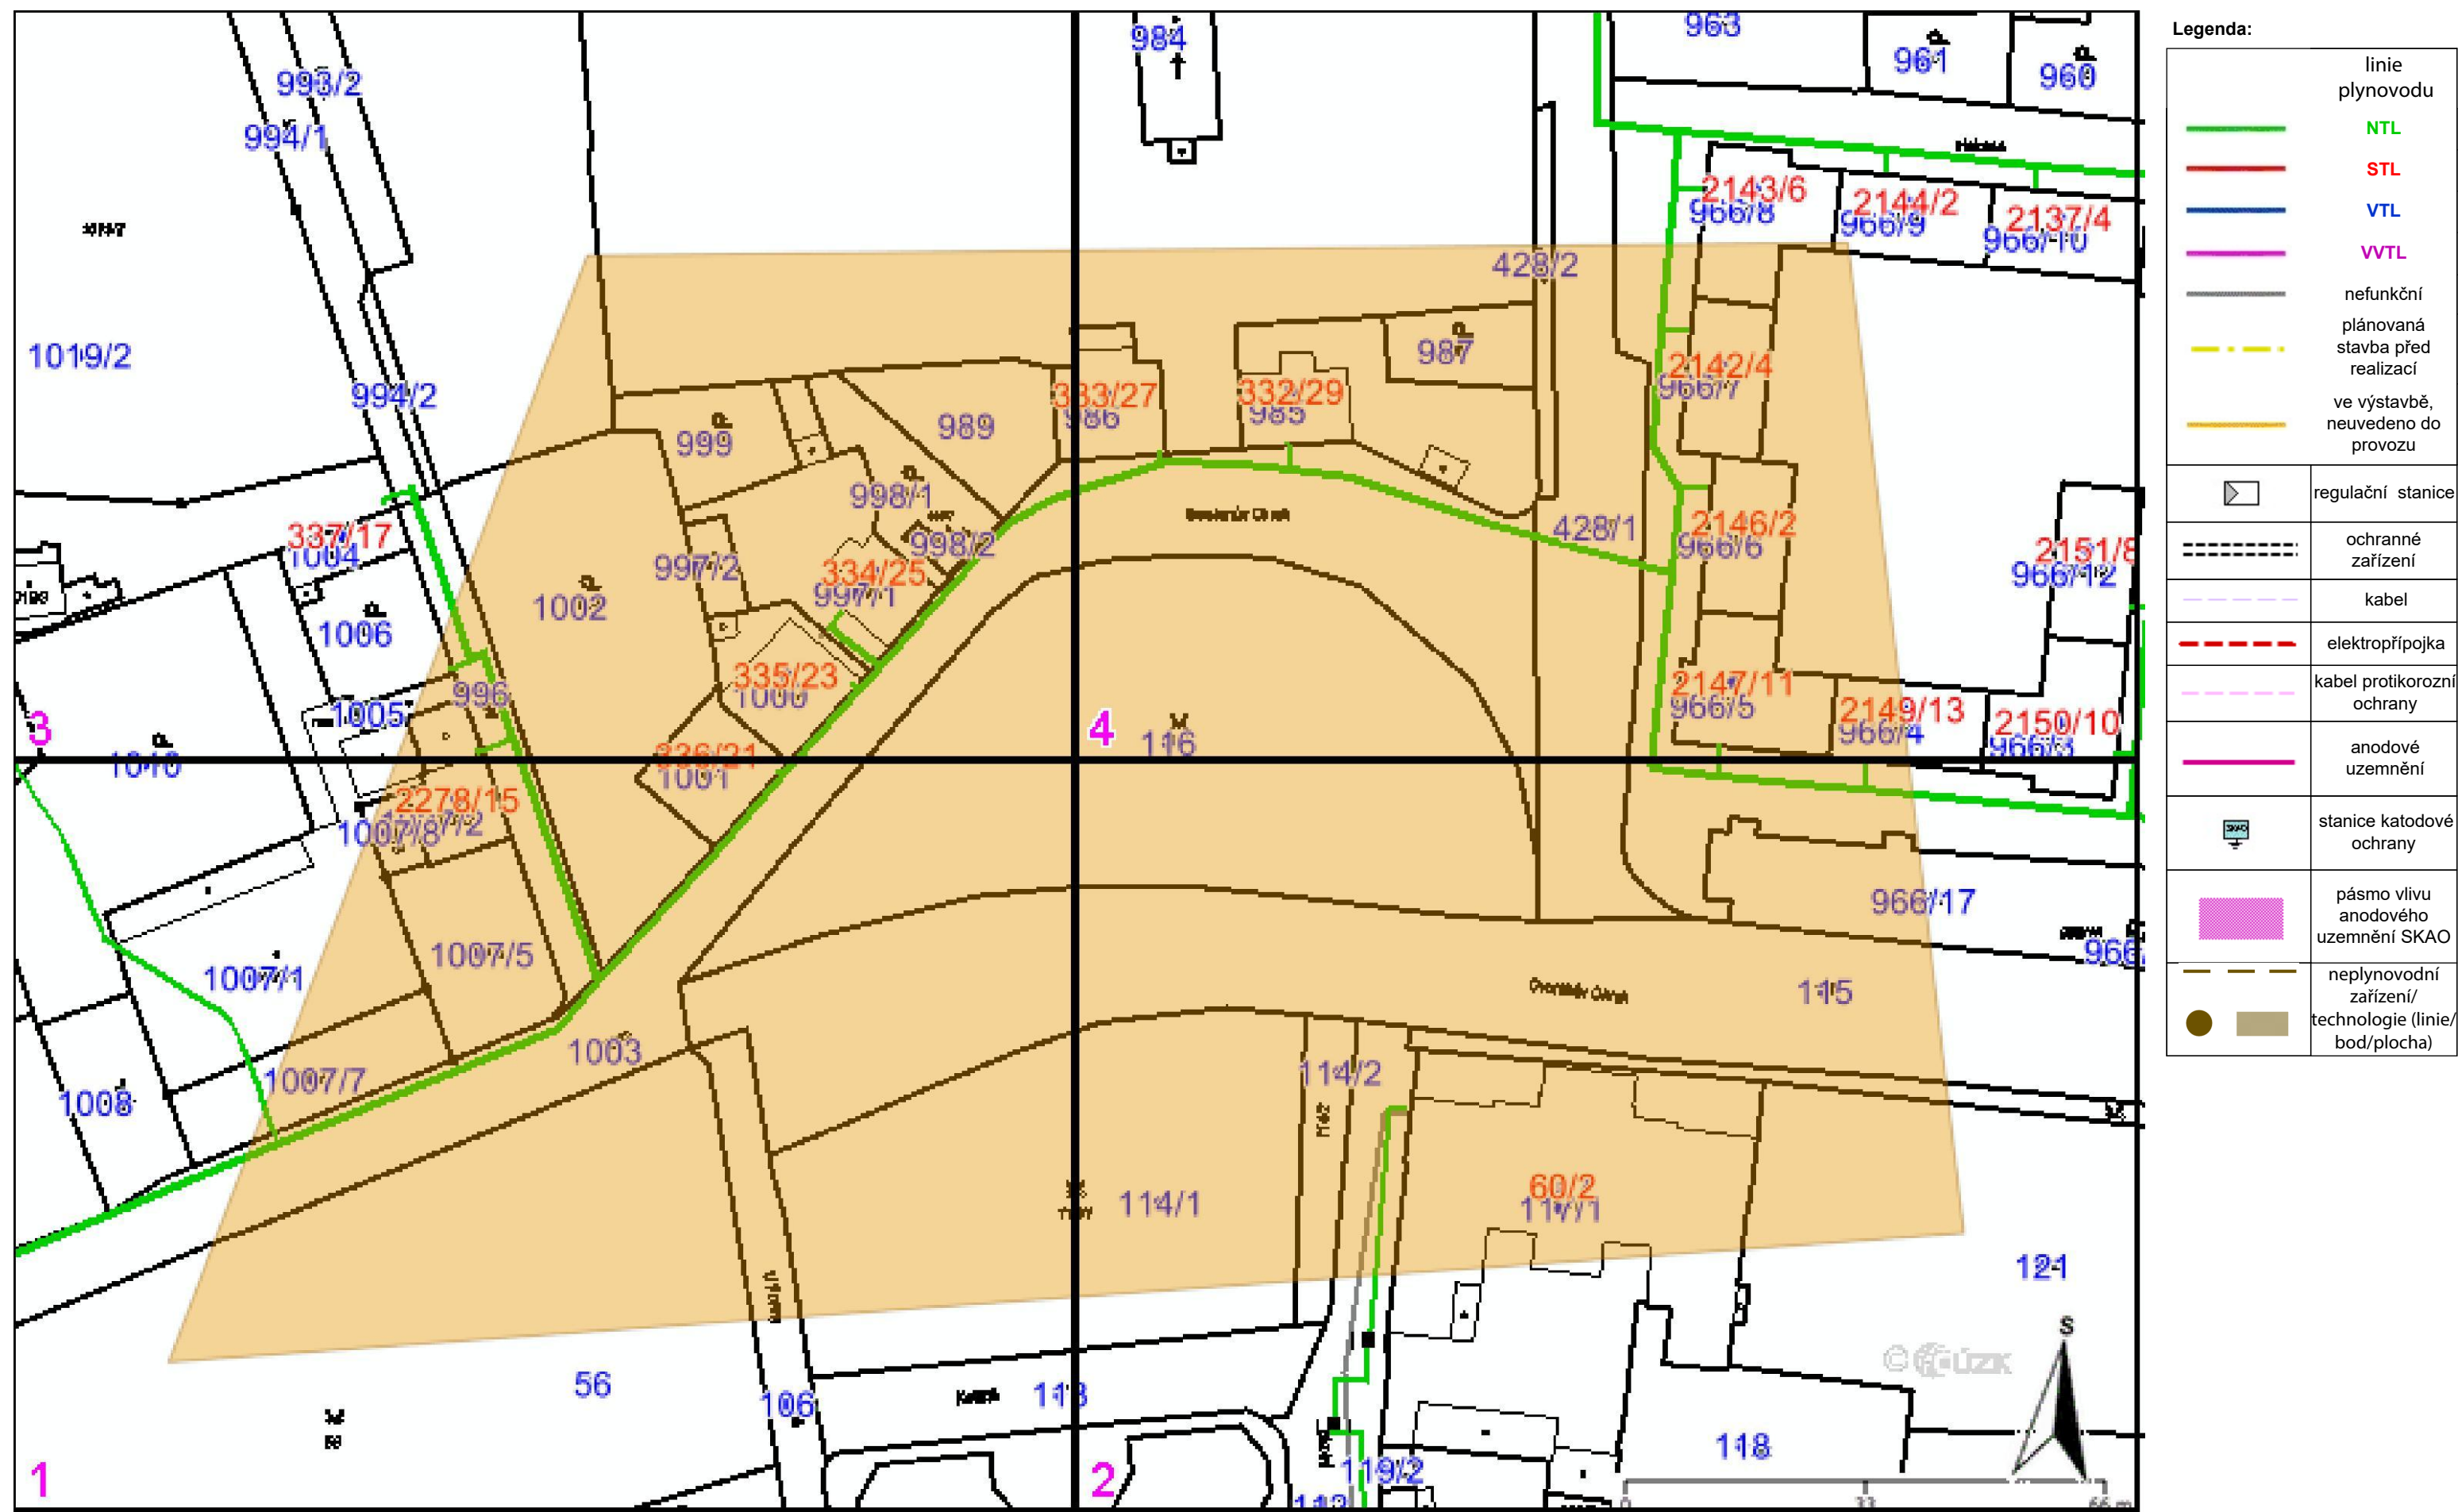 984
963
961
960
993/2
994/1
2143/6
966/8
2144/2
966/9
2137/4
966/10
428/2
1019/2
994/2
987
333/27
986
332/29
985
2142/4
966/7
999
989
998/1
998/2
428/1
2146/2
966/6
2151/8
966/12
337/17
1004
997/2
334/25
997/1
1002
1006
996
335/23
1000
2147/11
966/5
2149/13
966/4
2150/10
966/3
1005
3
4
116
1010
336/21
1001
2278/15
1007/8
966/17
1007/5
1007/1
115
1003
1007/7
1008
114/2
114/1
60/2
117/1
121
56
106
113
118
119/2
1
2
S
0
33
66 m
Legenda:
linie
plynovodu
NTL
STL
VTL
VVTL
nefunkční
plánovaná
stavba před
realizací
ve výstavbě,
neuvedeno do
provozu
regulační stanice
ochranné
zařízení
kabel
elektropřípojka
kabel protikorozní
ochrany
anodové
uzemnění
SKAO
stanice katodové
ochrany
pásmo vlivu
anodového
uzemnění SKAO
neplynovodní
zařízení/
technologie (linie/
bod/plocha)